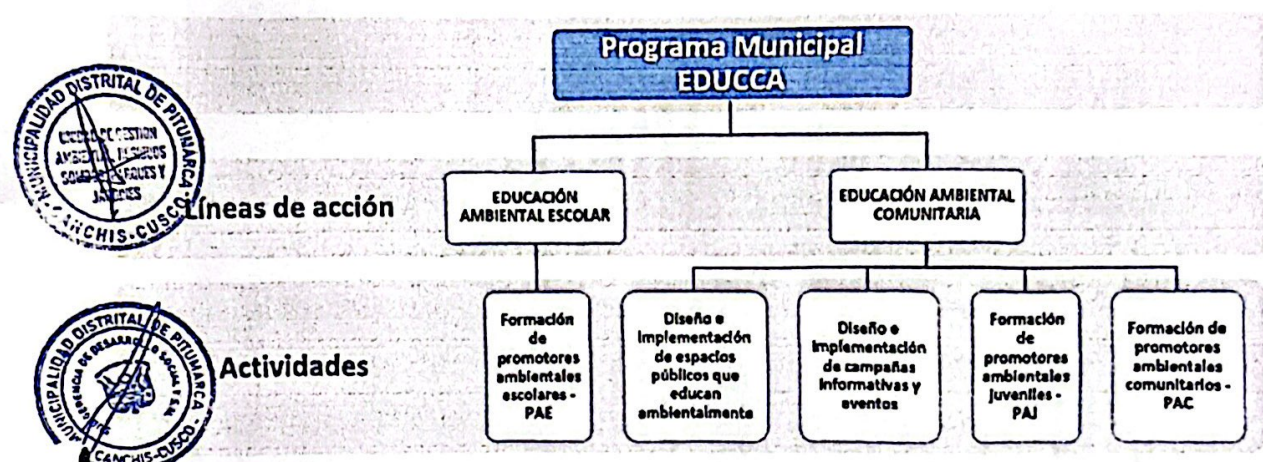 Programa Municipal
EDUCCA
MUNICIPALIDAD DISTRITAL DE PITUMARCA
CANCHIS-CUSCO
Líneas de acción
EDUCACIÓN
AMBIENTAL ESCOLAR
EDUCACIÓN AMBIENTAL
COMUNITARIA
MUNICIPALIDAD DISTRITAL DE PITUMARCA
CANCHIS-CUSCO
Actividades
Formación
de
promotores
ambientales
escolares -
PAE
Diseño e
implementación
de espacios
públicos que
educan
ambientalmente
Diseño e
implementación
de campañas
informativas y
eventos
Formación
de
promotores
ambientales
juveniles -
PAJ
Formación de
promotores
ambientales
comunitarios -
PAC